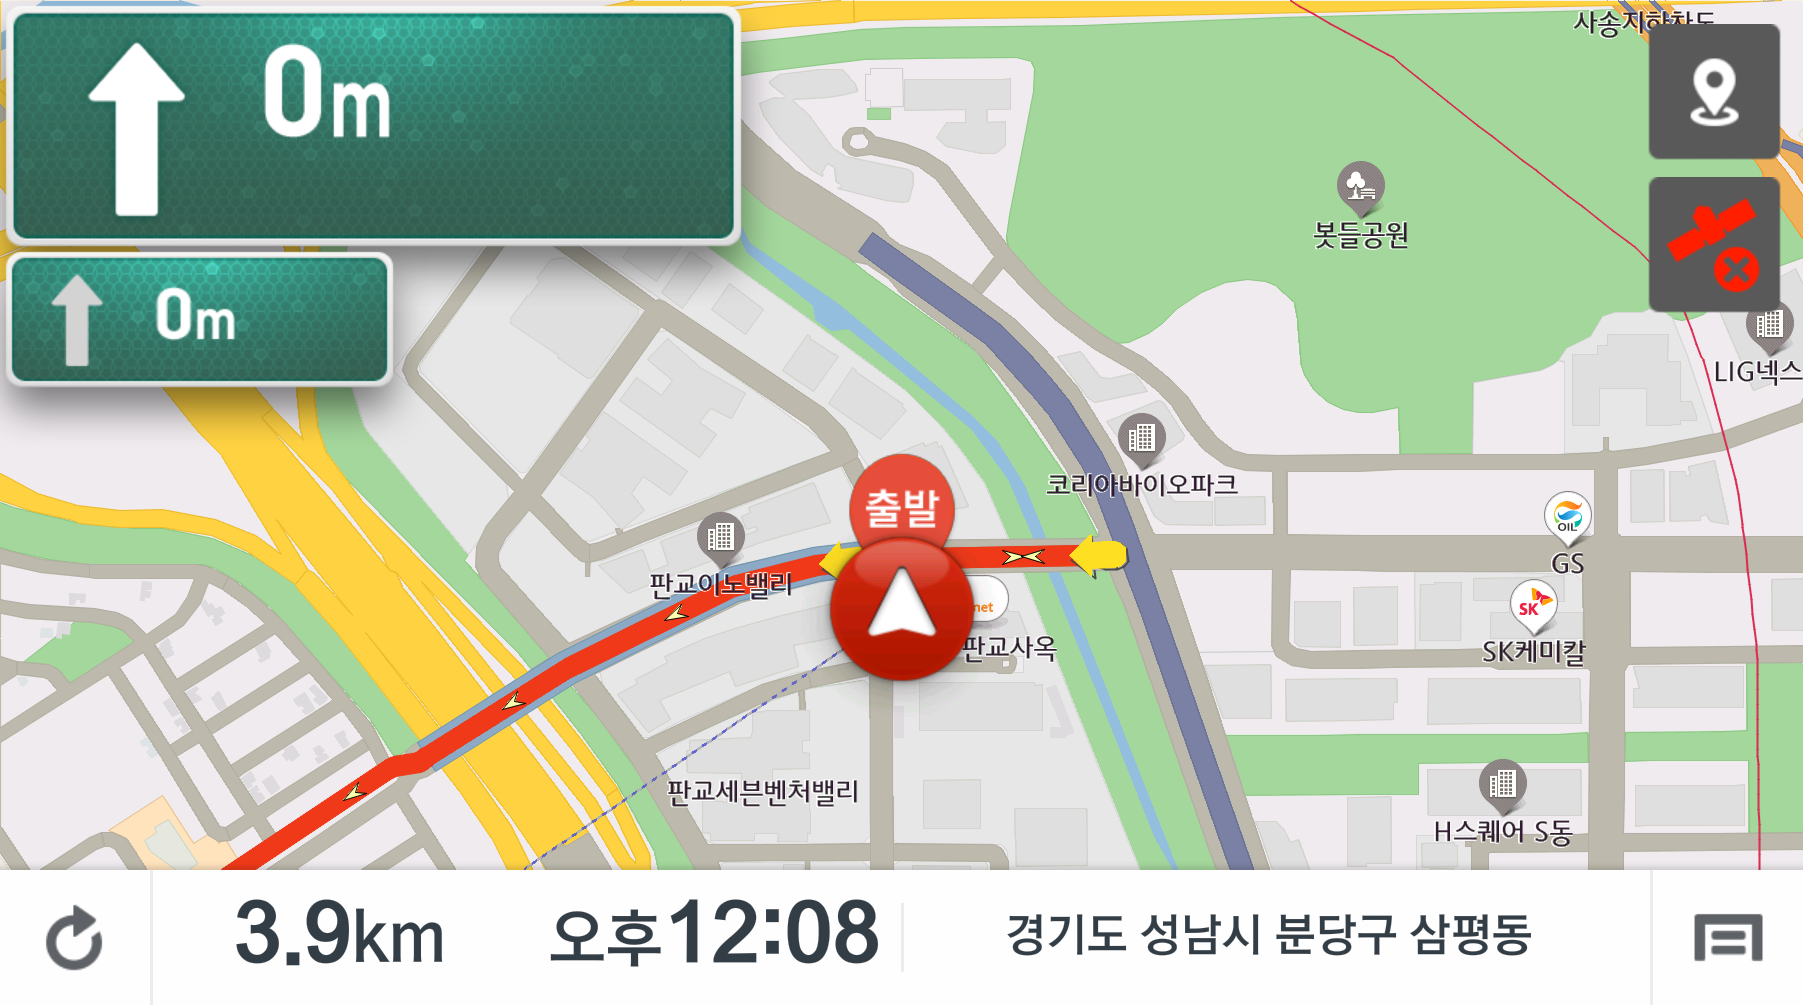 0m
0m
사송지하차도
봇들공원
LIG넥스
코리아바이오파크
출발
OIL
GS
판교이노밸리
net
SK
판교사옥
SK케미칼
판교세븐벤처밸리
H스퀘어 S동
3.9km
오후12:08
경기도 성남시 분당구 삼평동